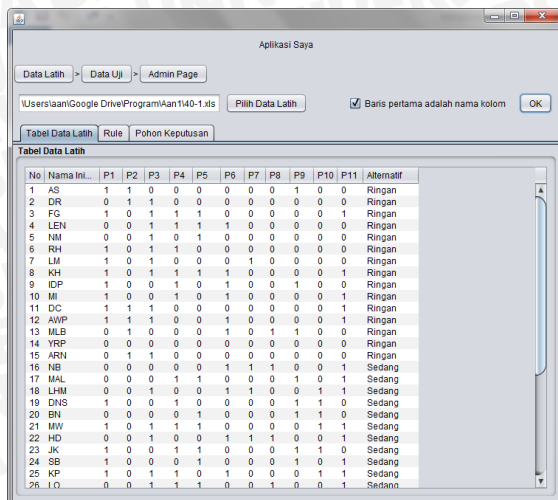 Aplikasi Saya
Data Latih > Data Uji > Admin Page
\Users\aan\Google Drive\Program\Aan1\40-1.xls Pilih Data Latih Baris pertama adalah nama kolom OK
Tabel Data Latih Rule Pohon Keputusan
Tabel Data Latih
No Nama Ini... P1 P2 P3 P4 P5 P6 P7 P8 P9 P10 P11 Alternatif
1 AS 1 1 0 0 0 0 0 0 1 0 0 Ringan
2 DR 0 1 1 0 0 0 0 0 0 0 0 Ringan
3 FG 1 0 1 1 1 0 0 0 0 0 1 Ringan
4 LEN 0 0 1 1 1 1 0 0 0 0 0 Ringan
5 NM 0 0 1 0 1 0 0 0 0 0 0 Ringan
6 RH 1 0 1 1 0 0 0 0 0 0 0 Ringan
7 LM 1 0 1 0 0 0 1 0 0 0 0 Ringan
8 KH 1 0 1 1 1 1 0 0 0 0 1 Ringan
9 IDP 1 0 0 1 0 1 0 0 1 0 0 Ringan
10 MI 1 0 0 1 0 1 0 0 0 0 1 Ringan
11 DC 1 1 1 0 0 0 0 0 0 0 1 Ringan
12 AWP 1 1 1 0 0 1 0 0 0 0 1 Ringan
13 MLB 0 1 0 0 0 1 0 1 1 0 0 Ringan
14 YRP 0 0 0 0 0 0 0 0 0 0 0 Ringan
15 ARN 0 1 1 0 0 0 0 0 0 0 0 Ringan
16 NB 0 0 0 0 0 1 1 1 0 0 1 Sedang
17 MAL 0 0 0 1 1 0 0 0 1 0 1 Sedang
18 LHM 0 0 1 0 0 1 1 0 0 1 1 Sedang
19 DNS 1 0 0 1 0 0 0 0 1 1 0 Sedang
20 BN 0 0 0 0 1 0 0 0 1 1 0 Sedang
21 MW 1 0 1 1 1 0 0 0 0 1 0 1 Sedang
22 HD 0 0 1 0 0 1 1 1 0 0 1 Sedang
23 JK 1 0 1 1 0 0 0 0 1 1 0 Sedang
24 SB 1 0 0 0 1 0 0 0 1 0 1 Sedang
25 KP 1 0 1 1 0 1 0 0 0 1 1 Sedang
26 LO 0 0 1 1 1 0 0 1 0 0 1 Sedang